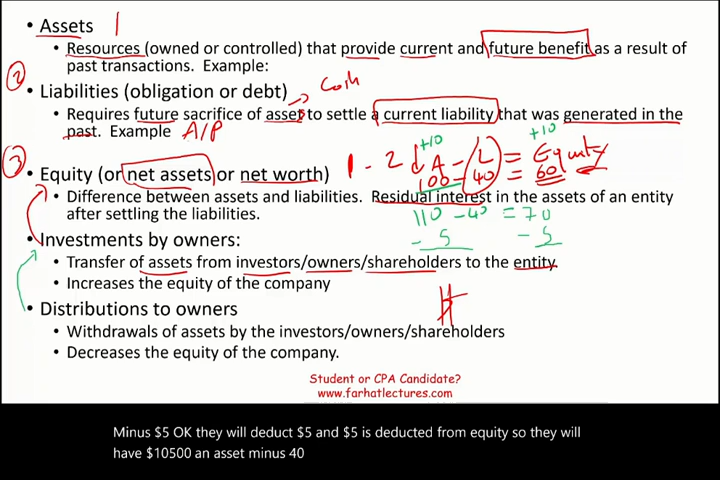 • Assets 1
• Resources (owned or controlled) that provide current and future benefit as a result of
past transactions. Example:
2
• Liabilities (obligation or debt) → Cash
• Requires future sacrifice of asset to settle a current liability that was generated in the
past. Example A/P
+10 +10
3 1 - 2 ↓ A - L = Equity
• Equity (or net assets or net worth) 100 - 40 = 60
• Difference between assets and liabilities. Residual interest in the assets of an entity
after settling the liabilities. 110 - 40 = 70
• Investments by owners: - 5 - 5
• Transfer of assets from investors/owners/shareholders to the entity.
• Increases the equity of the company
• Distributions to owners
• Withdrawals of assets by the investors/owners/shareholders
• Decreases the equity of the company.
Student or CPA Candidate?
www.farhatlectures.com
Minus $5 OK they will deduct $5 and $5 is deducted from equity so they will
have $10500 an asset minus 40